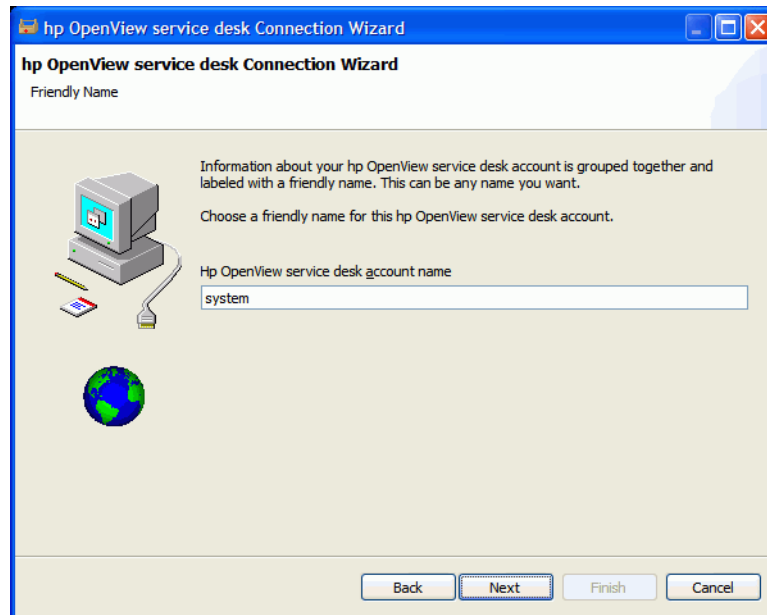 hp OpenView service desk Connection Wizard
hp OpenView service desk Connection Wizard
Friendly Name
Information about your hp OpenView service desk account is grouped together and
labeled with a friendly name. This can be any name you want.
Choose a friendly name for this hp OpenView service desk account.
Hp OpenView service desk account name
system
Back Next Finish Cancel